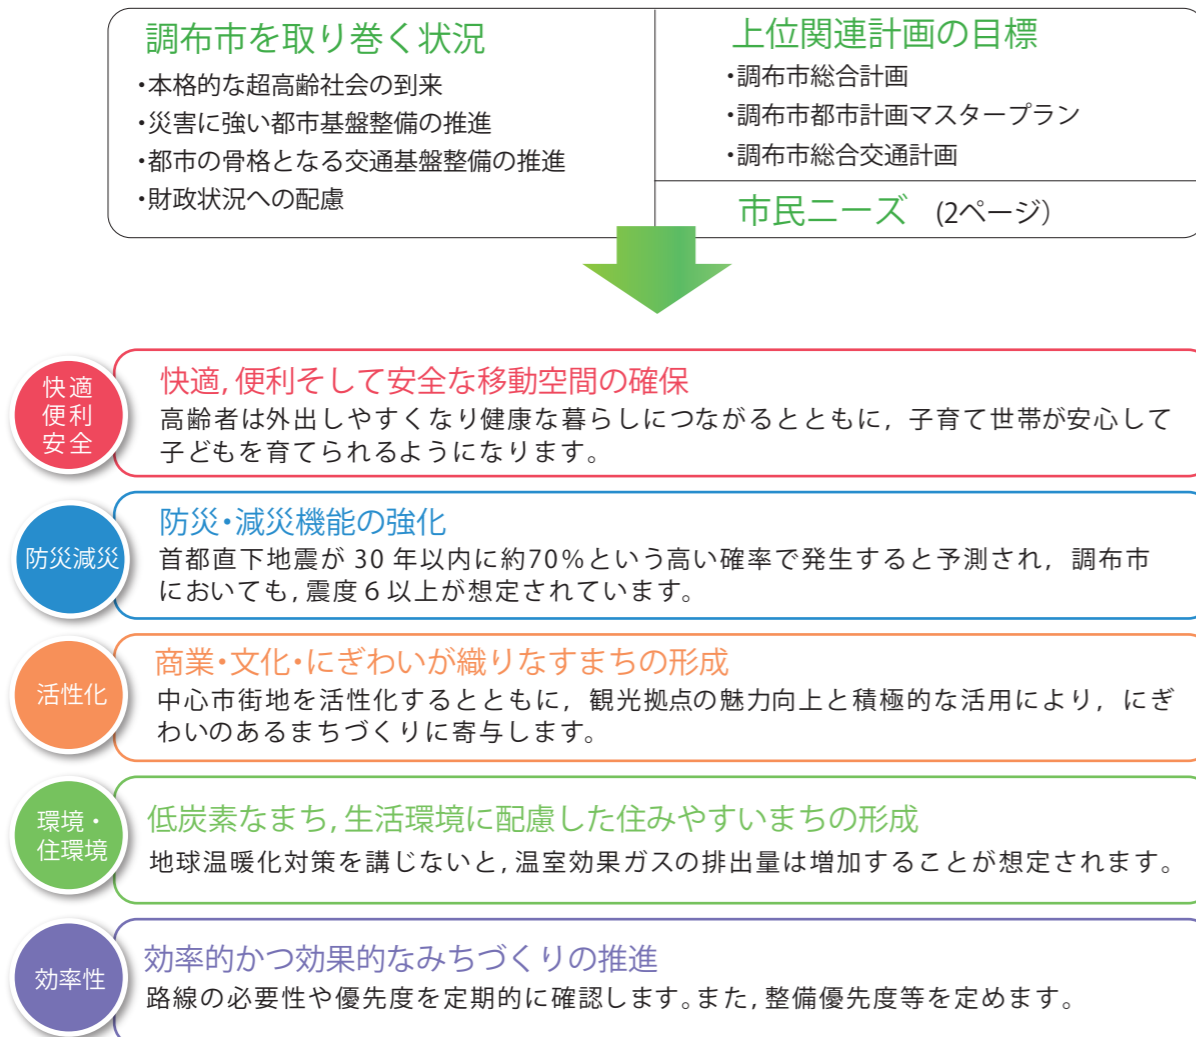 調布市を取り巻く状況
・本格的な超高齢社会の到来
・災害に強い都市基盤整備の推進
・都市の骨格となる交通基盤整備の推進
・財政状況への配慮
上位関連計画の目標
・調布市総合計画
・調布市都市計画マスタープラン
・調布市総合交通計画
市民ニーズ (2ページ)
快適
便利
安全
快適,便利そして安全な移動空間の確保
高齢者は外出しやすくなり健康な暮らしにつながるとともに,子育て世帯が安心して
子どもを育てられるようになります。
防災減災
防災・減災機能の強化
首都直下地震が 30 年以内に約70%という高い確率で発生すると予測され,調布市
においても,震度6以上が想定されています。
活性化
商業・文化・にぎわいが織りなすまちの形成
中心市街地を活性化するとともに,観光拠点の魅力向上と積極的な活用により,にぎ
わいのあるまちづくりに寄与します。
環境・
住環境
低炭素なまち,生活環境に配慮した住みやすいまちの形成
地球温暖化対策を講じないと,温室効果ガスの排出量は増加することが想定されます。
効率性
効率的かつ効果的なみちづくりの推進
路線の必要性や優先度を定期的に確認します。また,整備優先度等を定めます。